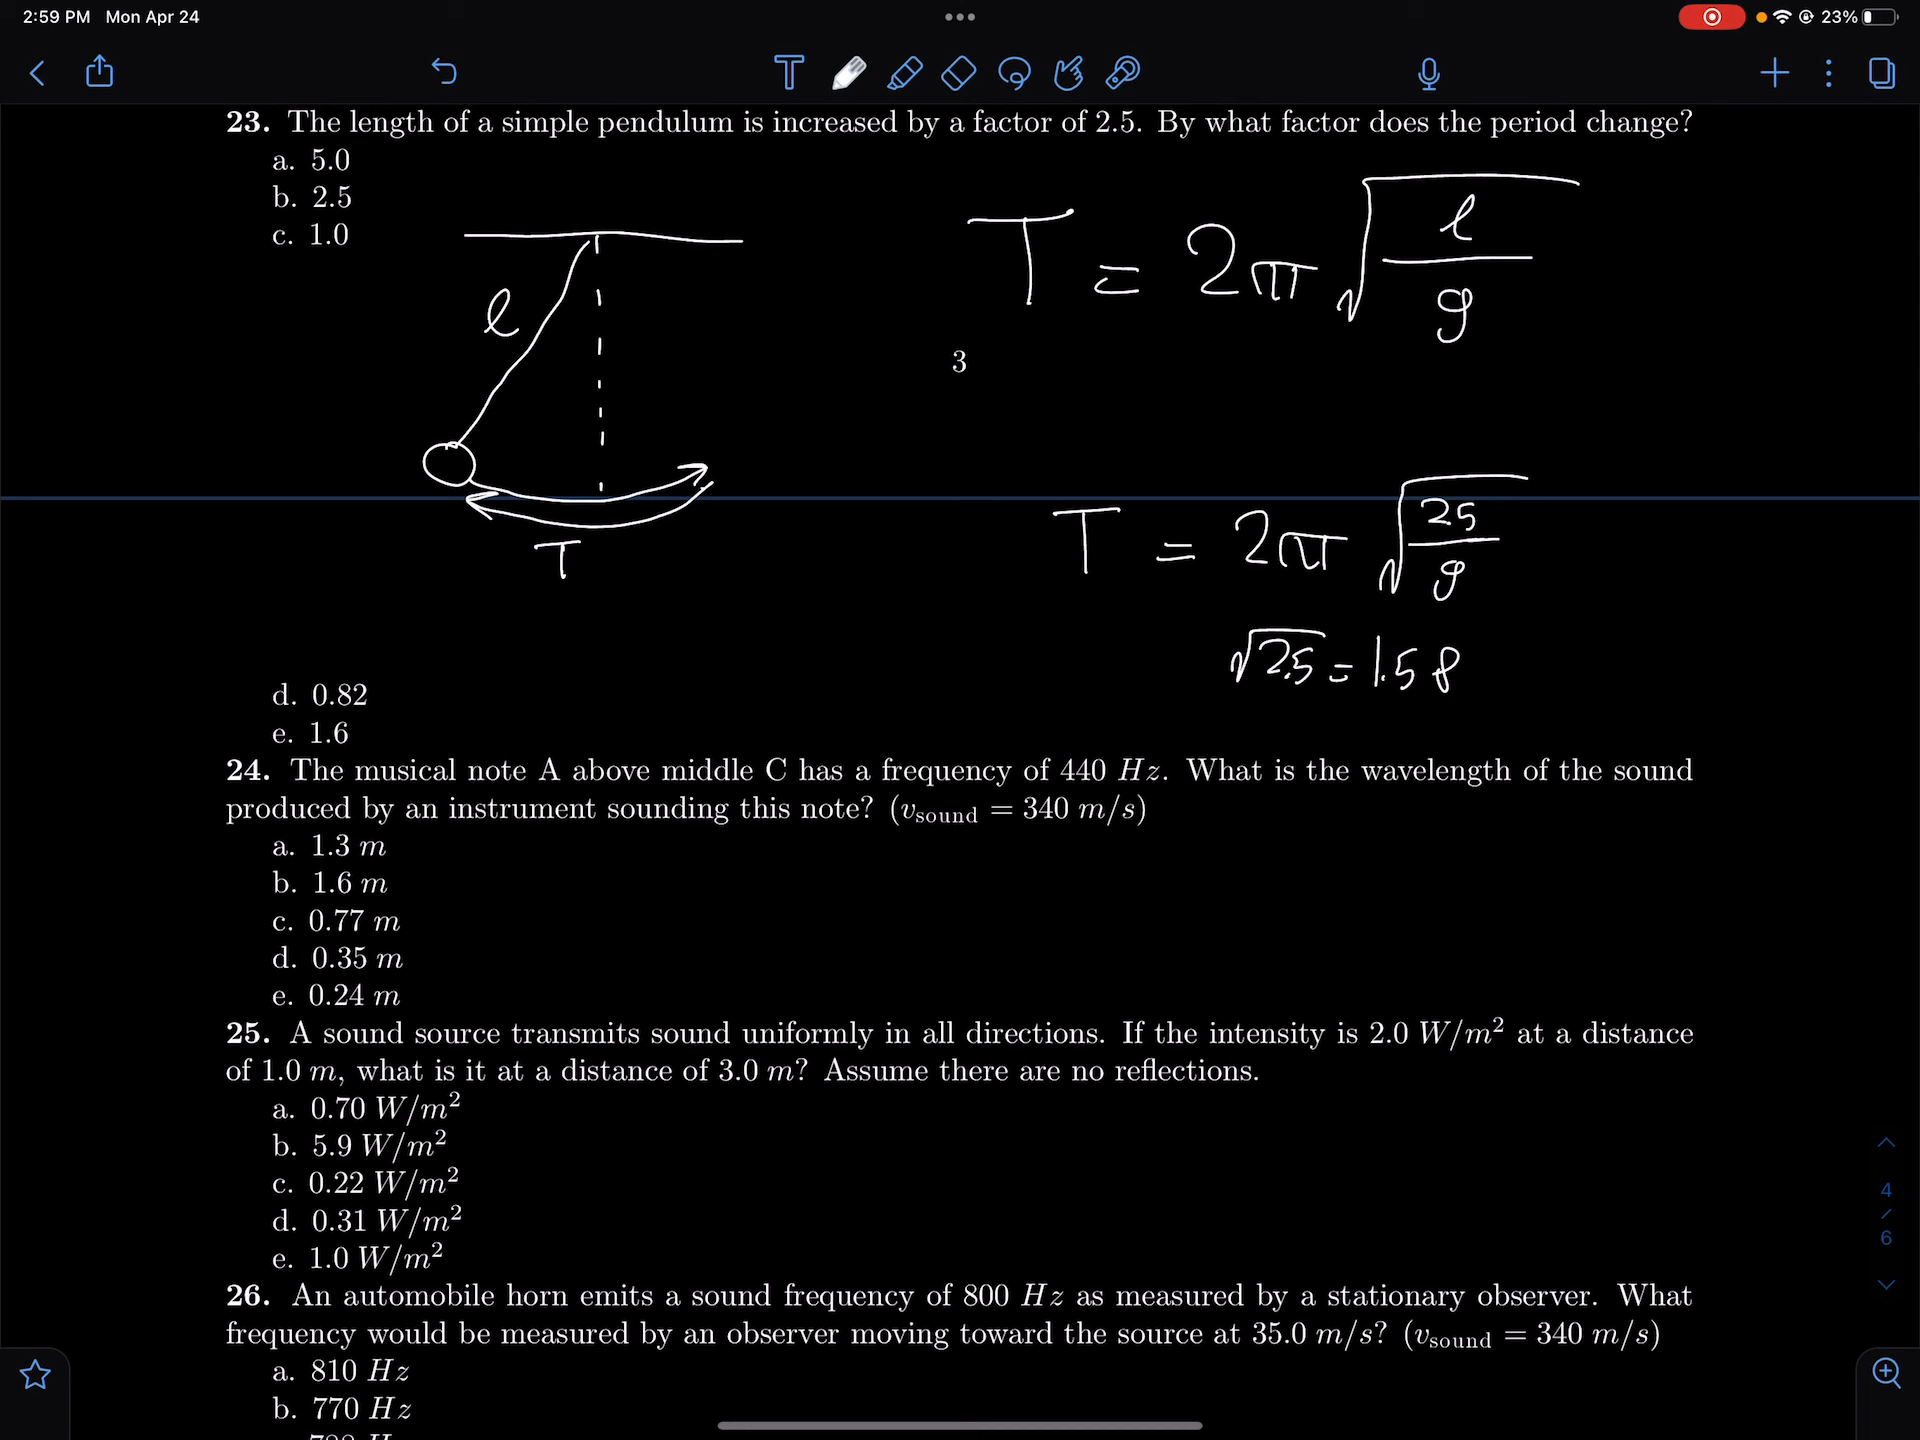 2:59 PM Mon Apr 24
23%
23. The length of a simple pendulum is increased by a factor of 2.5. By what factor does the period change?
a. 5.0
b. 2.5
c. 1.0
l
T = 2π √(l/g)
3
T
T = 2π √(25/g)
√2.5 = 1.58
d. 0.82
e. 1.6
24. The musical note A above middle C has a frequency of 440 Hz. What is the wavelength of the sound
produced by an instrument sounding this note? (v_sound = 340 m/s)
a. 1.3 m
b. 1.6 m
c. 0.77 m
d. 0.35 m
e. 0.24 m
25. A sound source transmits sound uniformly in all directions. If the intensity is 2.0 W/m² at a distance
of 1.0 m, what is it at a distance of 3.0 m? Assume there are no reflections.
a. 0.70 W/m²
b. 5.9 W/m²
c. 0.22 W/m²
d. 0.31 W/m²
e. 1.0 W/m²
4
/
6
26. An automobile horn emits a sound frequency of 800 Hz as measured by a stationary observer. What
frequency would be measured by an observer moving toward the source at 35.0 m/s? (v_sound = 340 m/s)
a. 810 Hz
b. 770 Hz